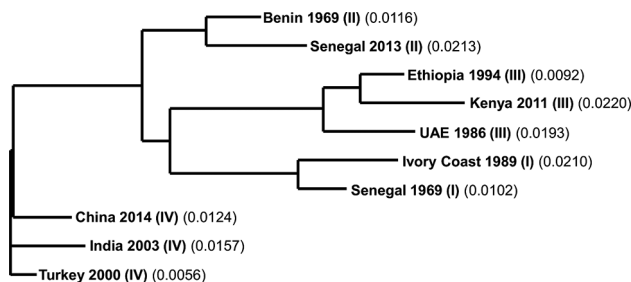 Benin 1969 (II) (0.0116)
Senegal 2013 (II) (0.0213)
Ethiopia 1994 (III) (0.0092)
Kenya 2011 (III) (0.0220)
UAE 1986 (III) (0.0193)
Ivory Coast 1989 (I) (0.0210)
Senegal 1969 (I) (0.0102)
China 2014 (IV) (0.0124)
India 2003 (IV) (0.0157)
Turkey 2000 (IV) (0.0056)